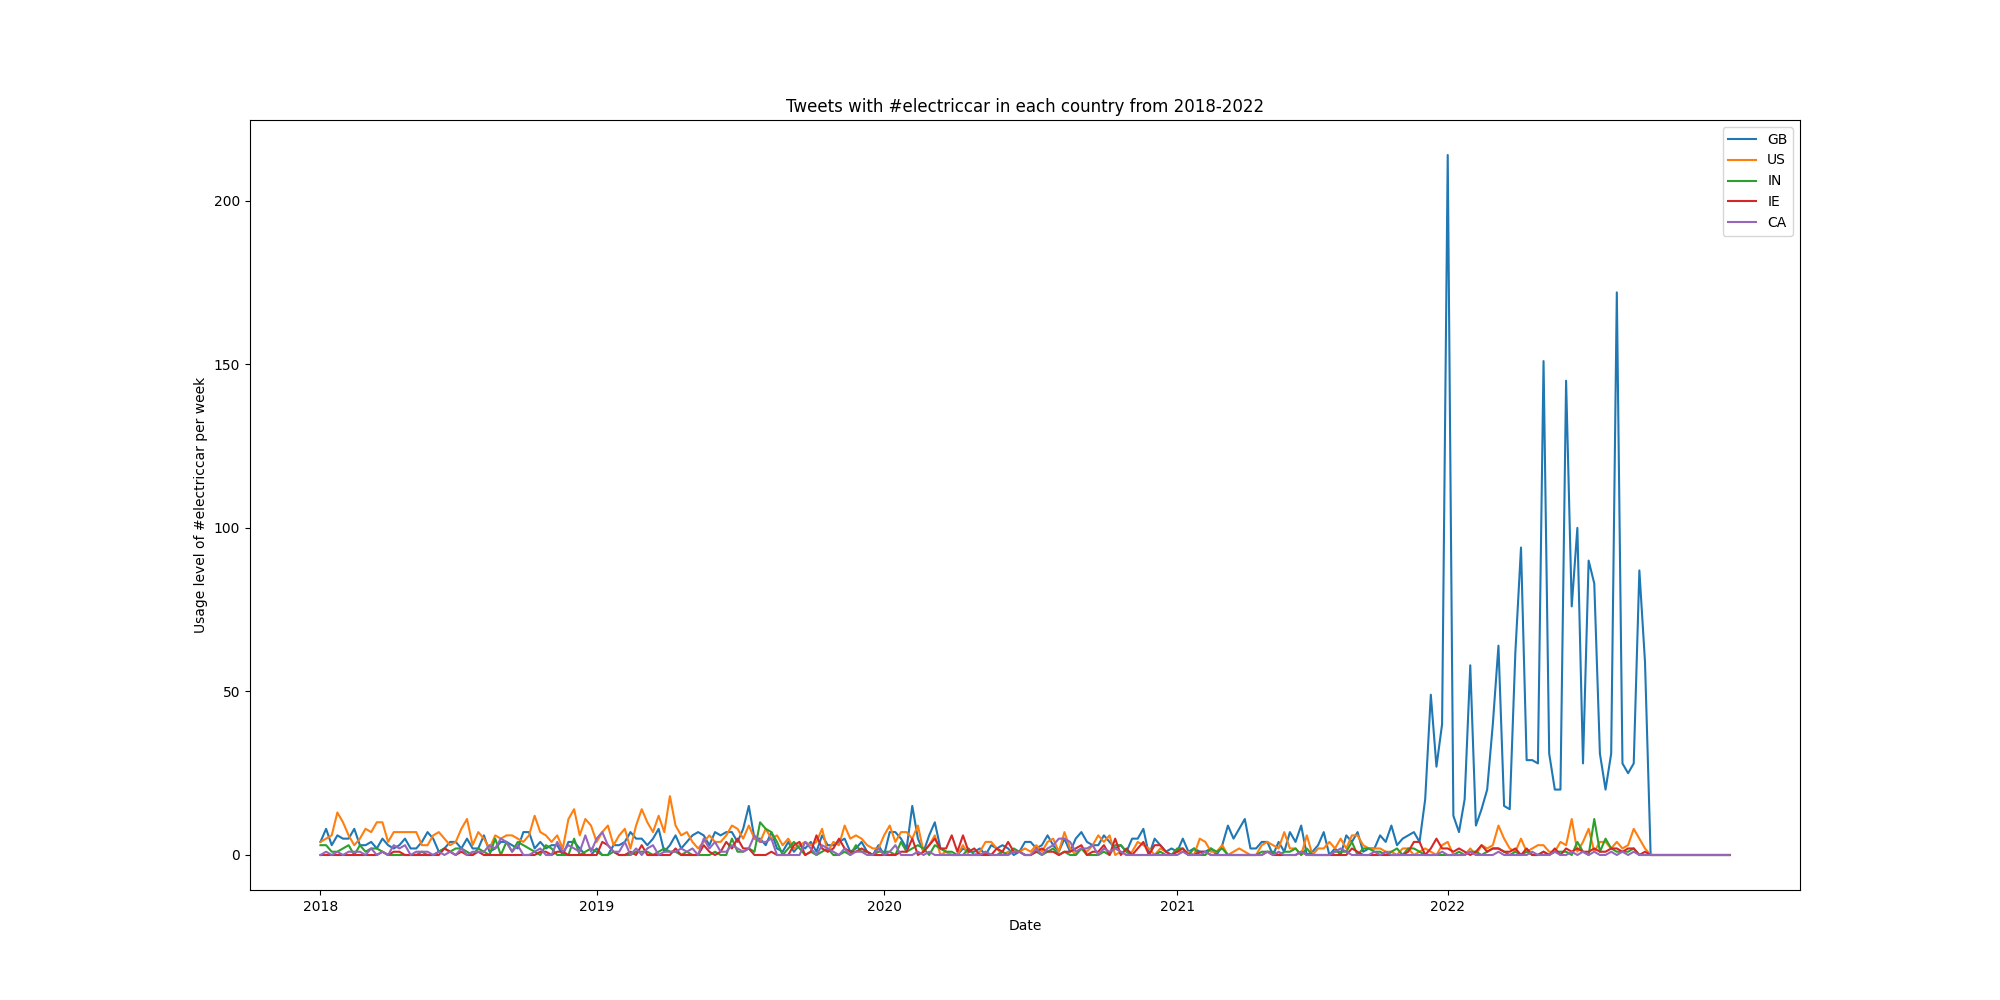 Tweets with #electriccar in each country from 2018-2022
GB
US
IN
IE
CA
200
150
100
50
0
Usage level of #electriccar per week
2018 2019 2020 2021 2022
Date